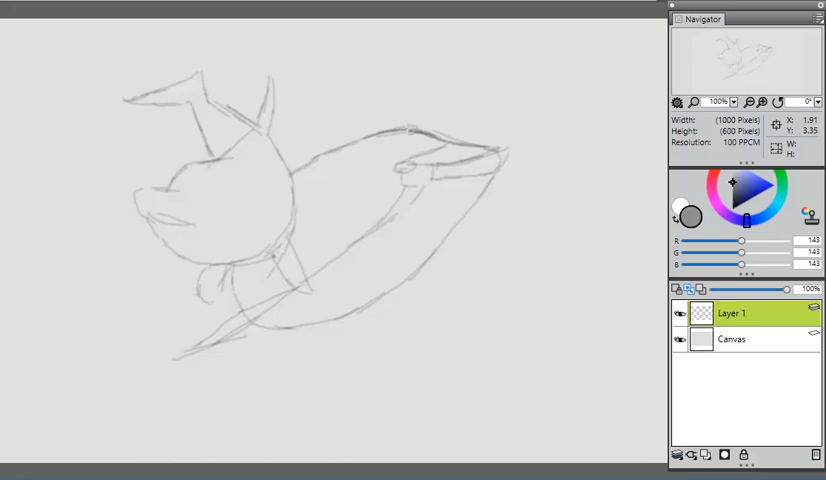 Navigator
100%
0°
Width: (1000 Pixels)
Height: (600 Pixels)
Resolution: 100 PPCM
X: 1.91
Y: 3.35
W:
H:
R 143
G 143
B 143
100%
Layer 1
Canvas